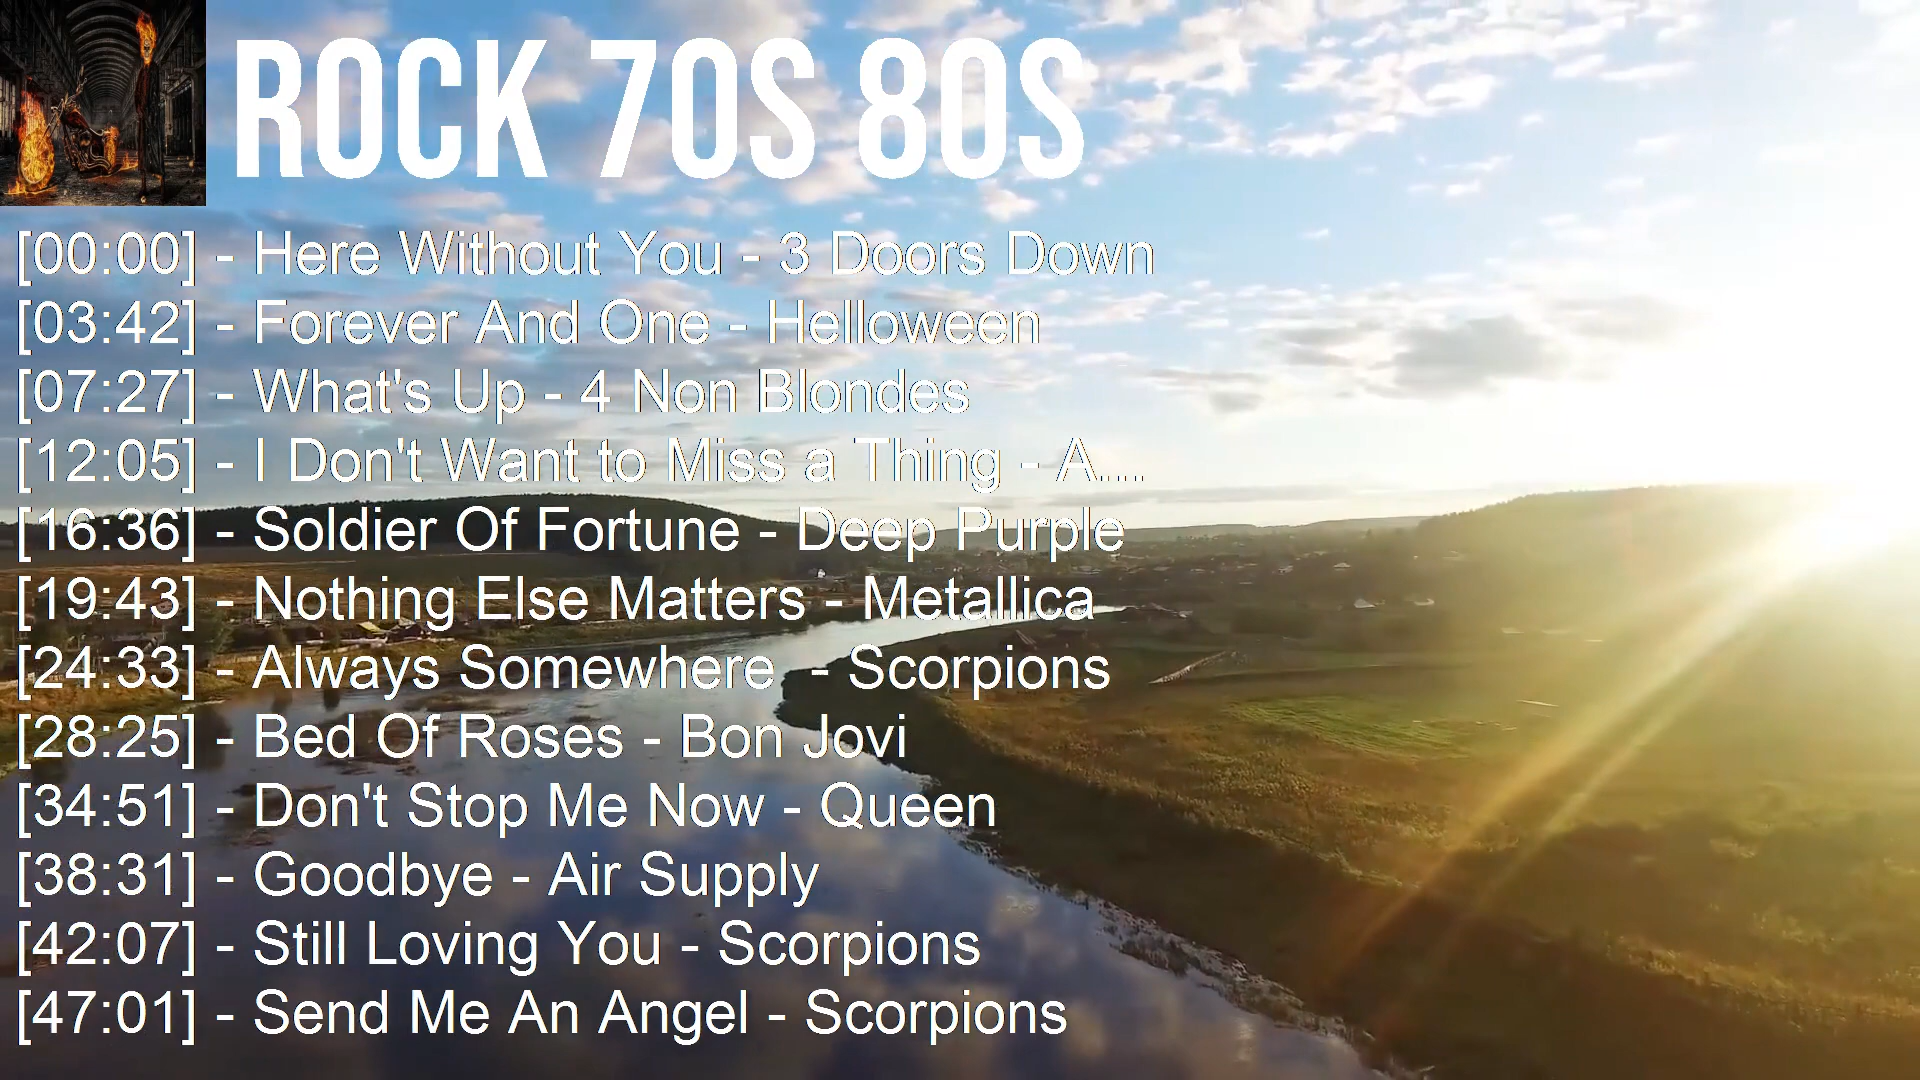 ROCK 70S 80S
[00:00] - Here Without You - 3 Doors Down
[03:42] - Forever And One - Helloween
[07:27] - What's Up - 4 Non Blondes
[12:05] - I Don't Want to Miss a Thing - A....
[16:36] - Soldier Of Fortune - Deep Purple
[19:43] - Nothing Else Matters - Metallica
[24:33] - Always Somewhere  - Scorpions
[28:25] - Bed Of Roses - Bon Jovi
[34:51] - Don't Stop Me Now - Queen
[38:31] - Goodbye - Air Supply
[42:07] - Still Loving You - Scorpions
[47:01] - Send Me An Angel - Scorpions